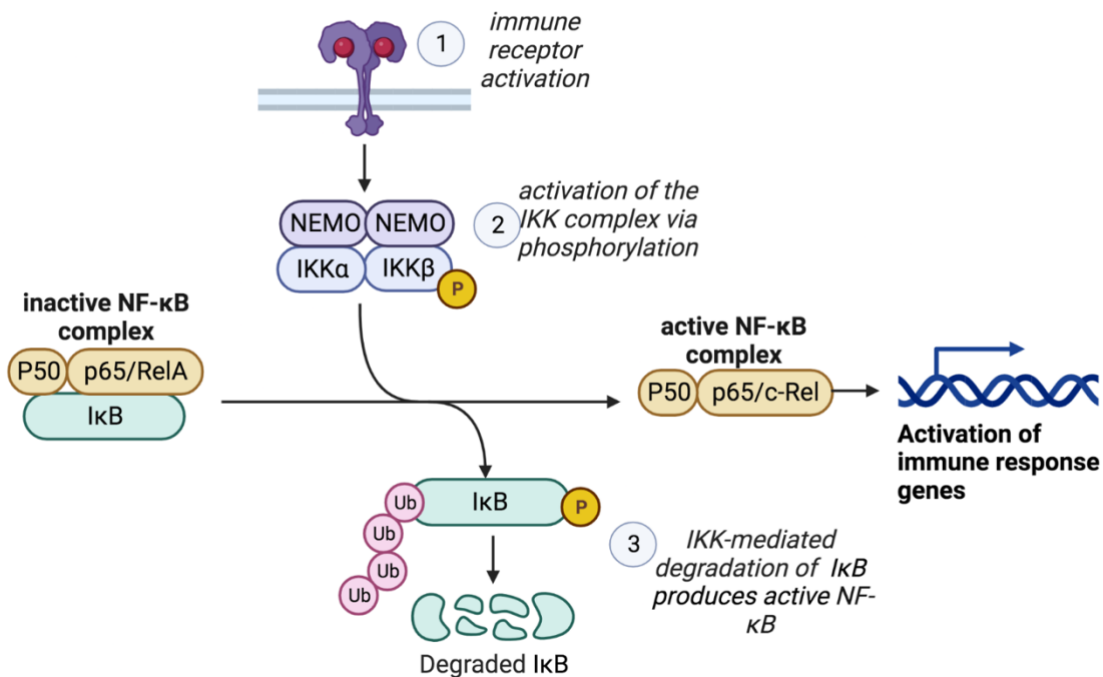 1
immune
receptor
activation
NEMO NEMO
IKKα IKKβ
P
2
activation of the
IKK complex via
phosphorylation
inactive NF-κB
complex
P50 p65/RelA
IκB
active NF-κB
complex
P50 p65/c-Rel
Activation of
immune response
genes
Ub IκB P
Ub
Ub
Ub
3
IKK-mediated
degradation of IκB
produces active NF-
κB
Degraded IκB